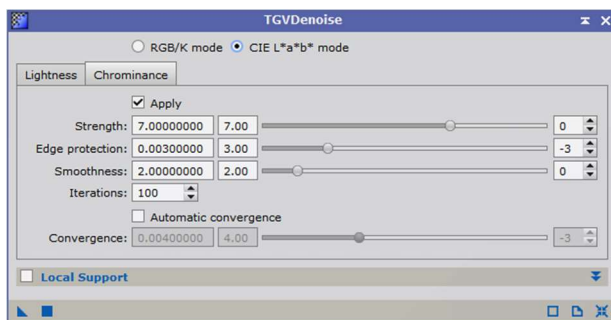 TGVDenoise
RGB/K mode CIE L*a*b* mode
Lightness Chrominance
Apply
Strength: 7.00000000 7.00 0
Edge protection: 0.00300000 3.00 -3
Smoothness: 2.00000000 2.00 0
Iterations: 100
Automatic convergence
Convergence: 0.00400000 4.00 -3
Local Support